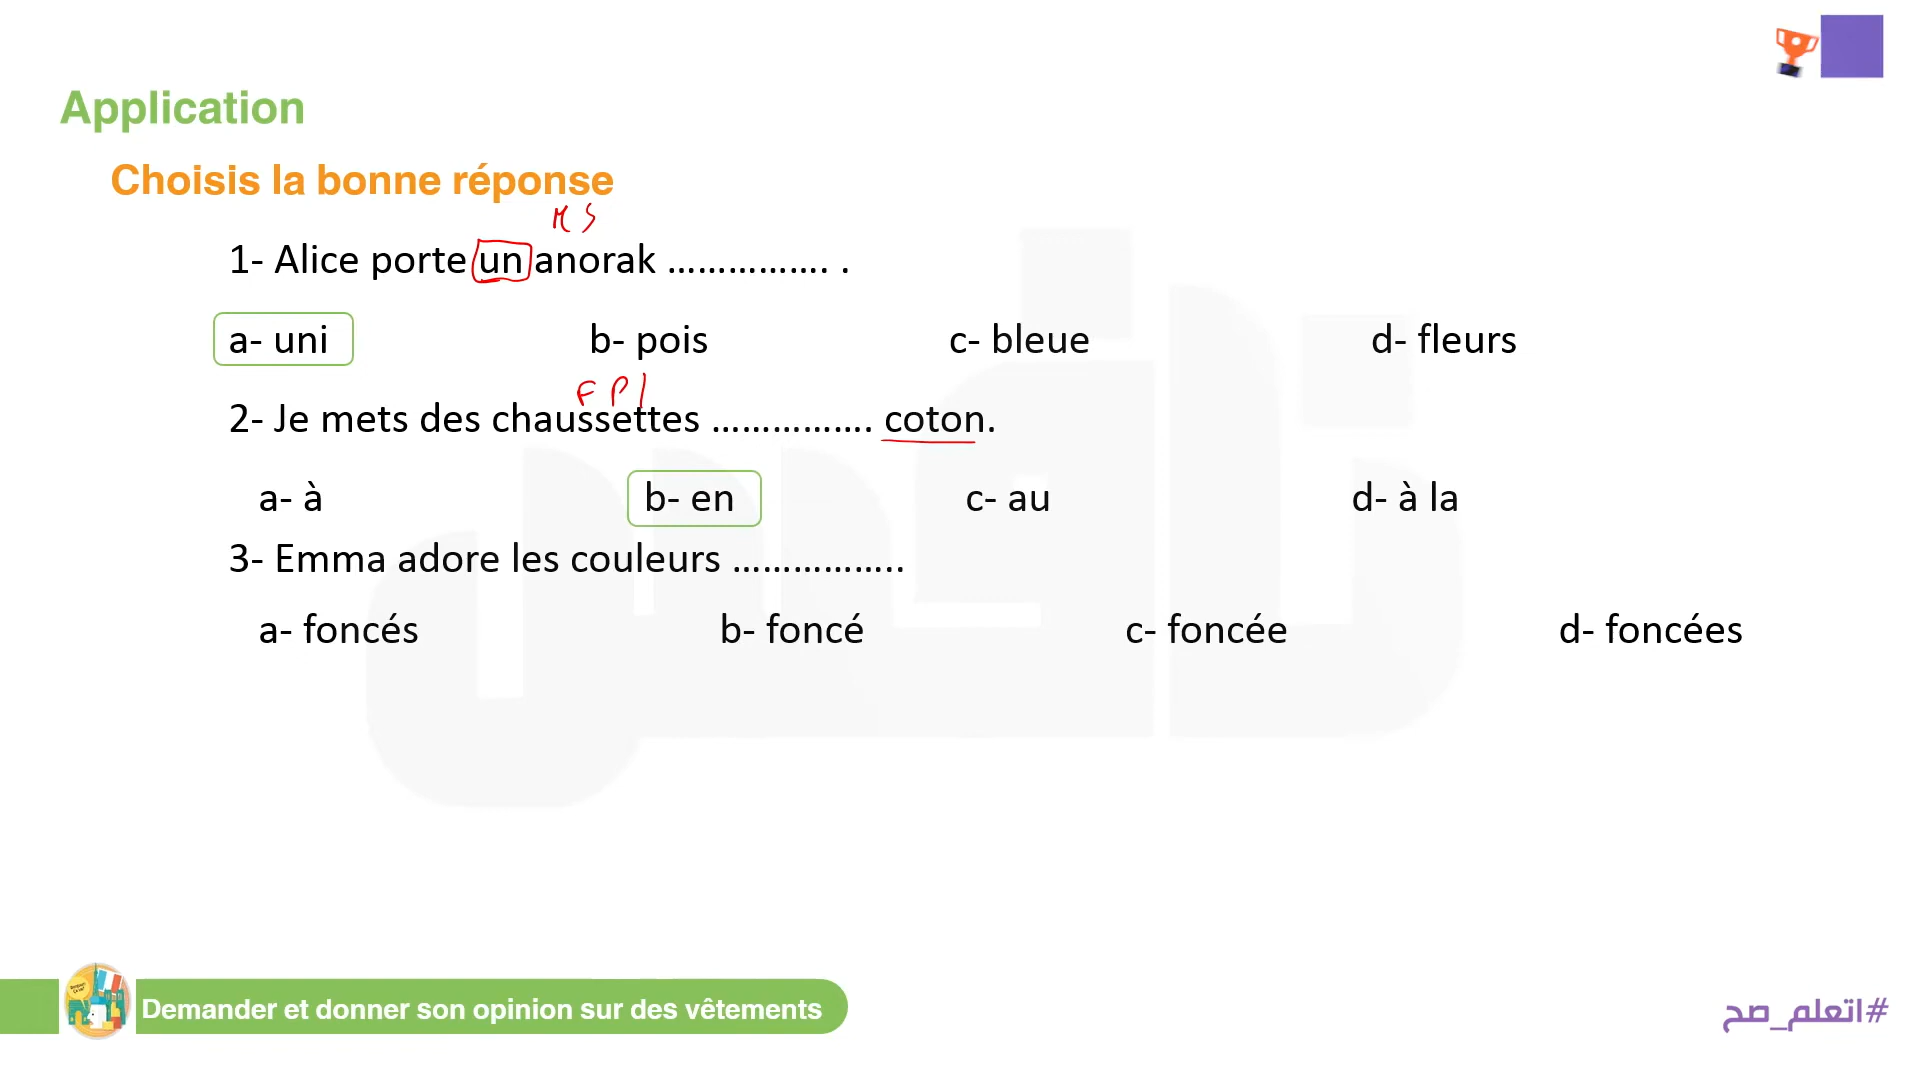 Application
Choisis la bonne réponse
M S
1- Alice porte un anorak ................ .
a- uni b- pois c- bleue d- fleurs
F Pl
2- Je mets des chaussettes ................ coton.
a- à b- en c- au d- à la
3- Emma adore les couleurs .................
a- foncés b- foncé c- foncée d- foncées
Demander et donner son opinion sur des vêtements
#اتعلم_صح